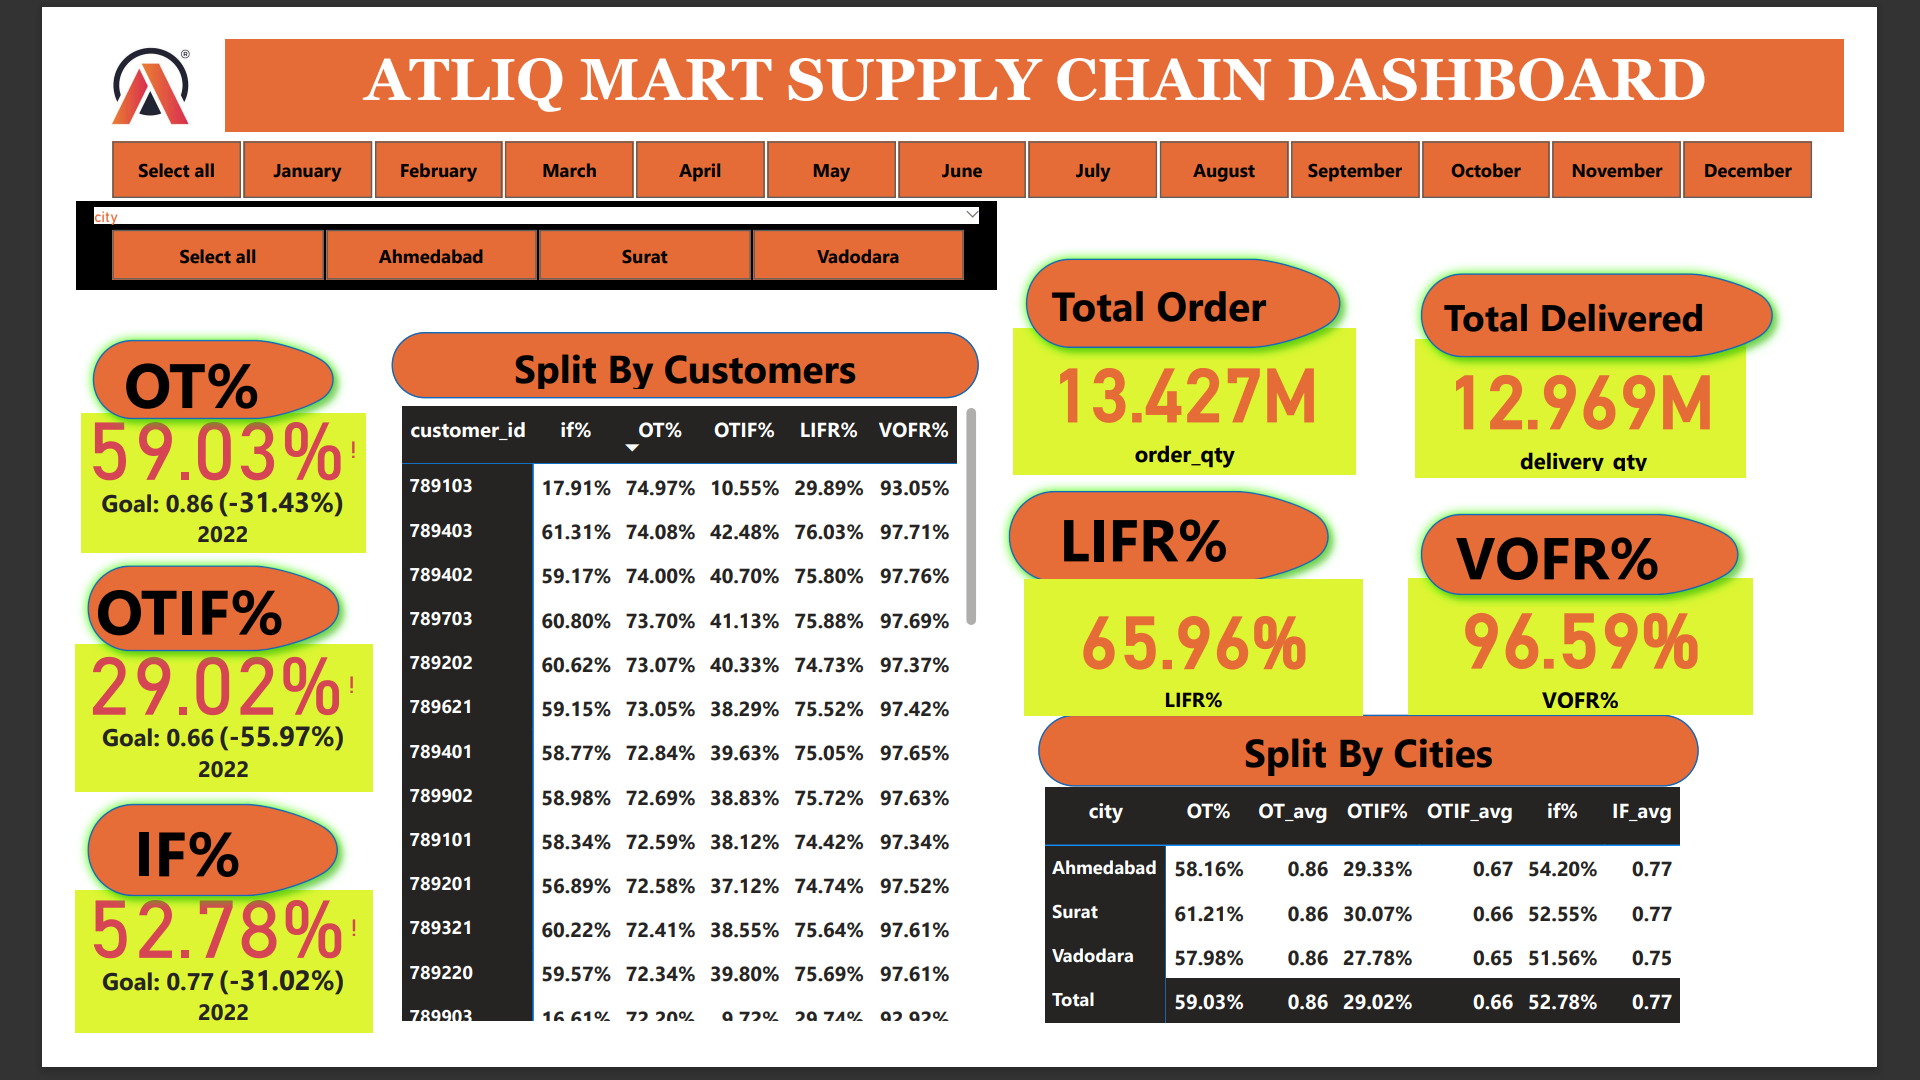 ®
ATLIQ MART SUPPLY CHAIN DASHBOARD
Select all January February March April May June July August September October November December
city
Select all Ahmedabad Surat Vadodara
OT%
59.03% !
Goal: 0.86 (-31.43%)
2022
OTIF%
29.02% !
Goal: 0.66 (-55.97%)
2022
IF%
52.78% !
Goal: 0.77 (-31.02%)
2022
Split By Customers
customer_id if% OT% OTIF% LIFR% VOFR%
789103 17.91% 74.97% 10.55% 29.89% 93.05%
789403 61.31% 74.08% 42.48% 76.03% 97.71%
789402 59.17% 74.00% 40.70% 75.80% 97.76%
789703 60.80% 73.70% 41.13% 75.88% 97.69%
789202 60.62% 73.07% 40.33% 74.73% 97.37%
789621 59.15% 73.05% 38.29% 75.52% 97.42%
789401 58.77% 72.84% 39.63% 75.05% 97.65%
789902 58.98% 72.69% 38.83% 75.72% 97.63%
789101 58.34% 72.59% 38.12% 74.42% 97.34%
789201 56.89% 72.58% 37.12% 74.74% 97.52%
789321 60.22% 72.41% 38.55% 75.64% 97.61%
789220 59.57% 72.34% 39.80% 75.69% 97.61%
789903 16.61% 72.20% 9.72% 29.74% 92.92%
Total Order
13.427M
order_qty
Total Delivered
12.969M
delivery_qty
LIFR%
65.96%
LIFR%
VOFR%
96.59%
VOFR%
Split By Cities
city OT% OT_avg OTIF% OTIF_avg if% IF_avg
Ahmedabad 58.16% 0.86 29.33% 0.67 54.20% 0.77
Surat 61.21% 0.86 30.07% 0.66 52.55% 0.77
Vadodara 57.98% 0.86 27.78% 0.65 51.56% 0.75
Total 59.03% 0.86 29.02% 0.66 52.78% 0.77